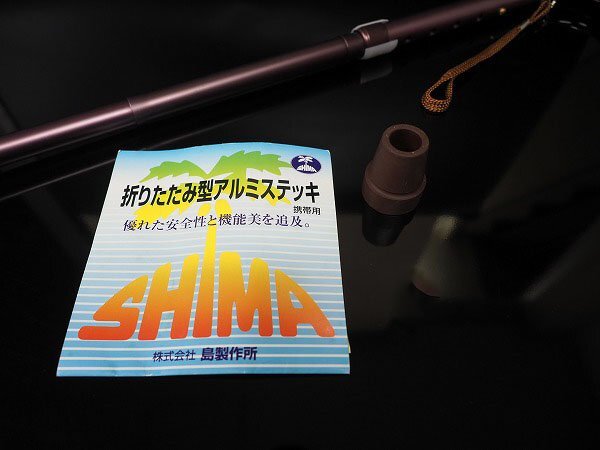 SHIMA
折りたたみ型アルミステッキ
携帯用
優れた安全性と機能美を追及。
SHIMA
株式会社 島製作所